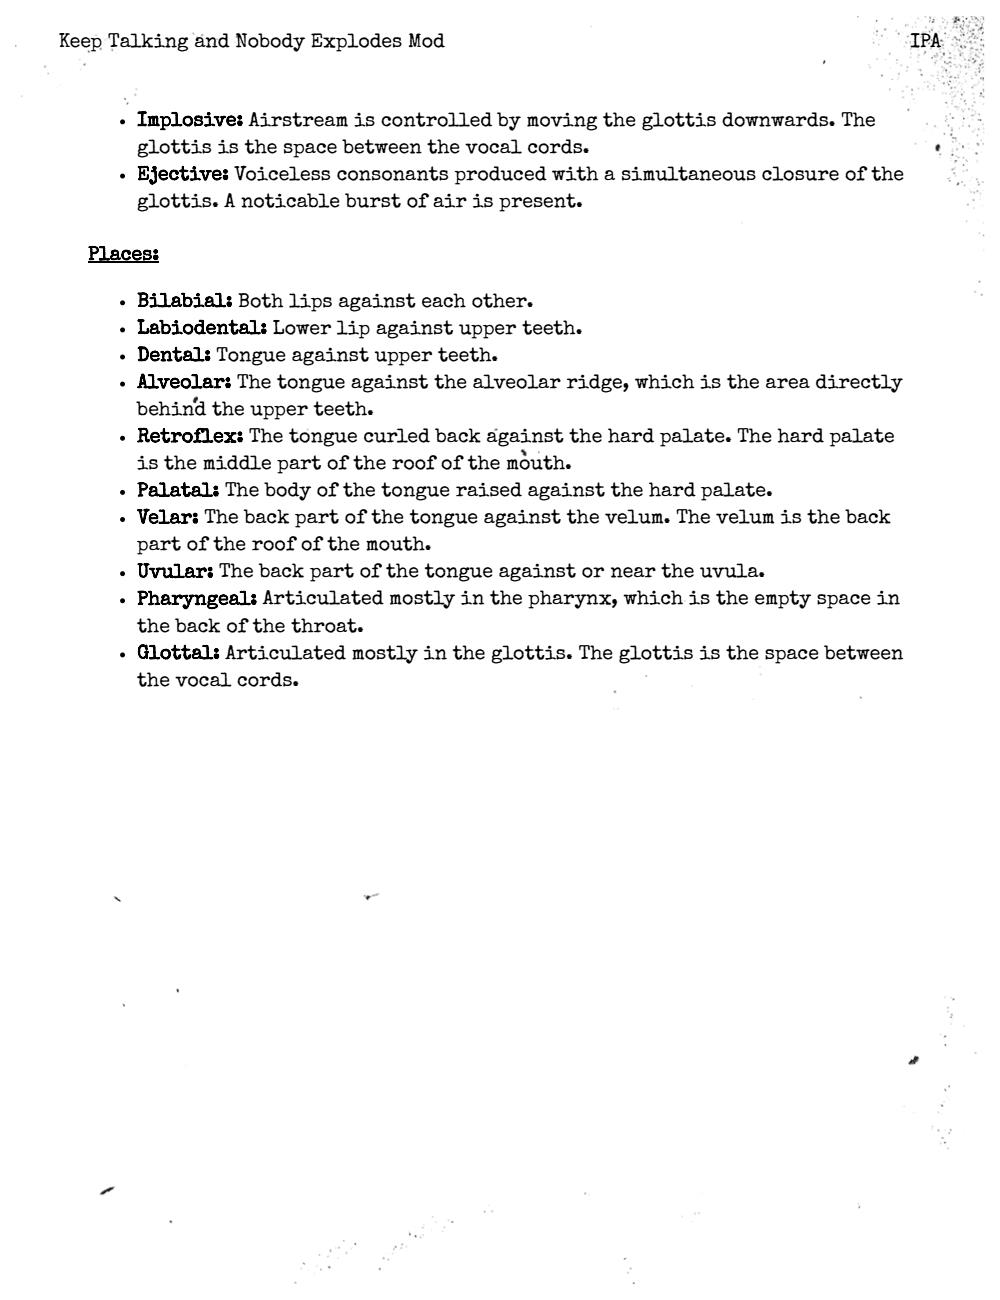 Keep Talking and Nobody Explodes Mod IPA
• Implosive: Airstream is controlled by moving the glottis downwards. The
glottis is the space between the vocal cords.
• Ejective: Voiceless consonants produced with a simultaneous closure of the
glottis. A noticable burst of air is present.
Places:
• Bilabial: Both lips against each other.
• Labiodental: Lower lip against upper teeth.
• Dental: Tongue against upper teeth.
• Alveolar: The tongue against the alveolar ridge, which is the area directly
behind the upper teeth.
• Retroflex: The tongue curled back against the hard palate. The hard palate
is the middle part of the roof of the mouth.
• Palatal: The body of the tongue raised against the hard palate.
• Velar: The back part of the tongue against the velum. The velum is the back
part of the roof of the mouth.
• Uvular: The back part of the tongue against or near the uvula.
• Pharyngeal: Articulated mostly in the pharynx, which is the empty space in
the back of the throat.
• Glottal: Articulated mostly in the glottis. The glottis is the space between
the vocal cords.